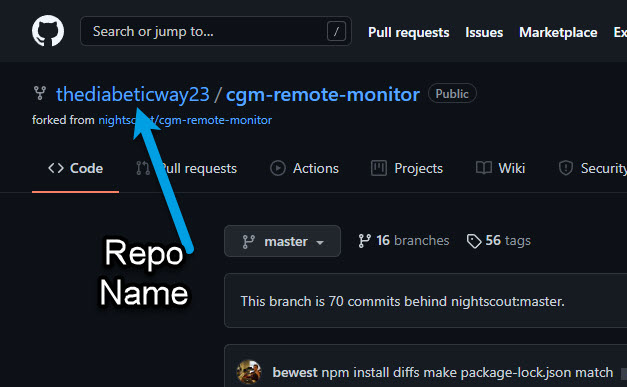 Search or jump to... /
Pull requests Issues Marketplace Ex
thediabeticway23 / cgm-remote-monitor Public
forked from nightscout/cgm-remote-monitor
Code Pull requests Actions Projects Wiki Security
Repo
Name
master 16 branches 56 tags
This branch is 70 commits behind nightscout:master.
bewest npm install diffs make package-lock.json match